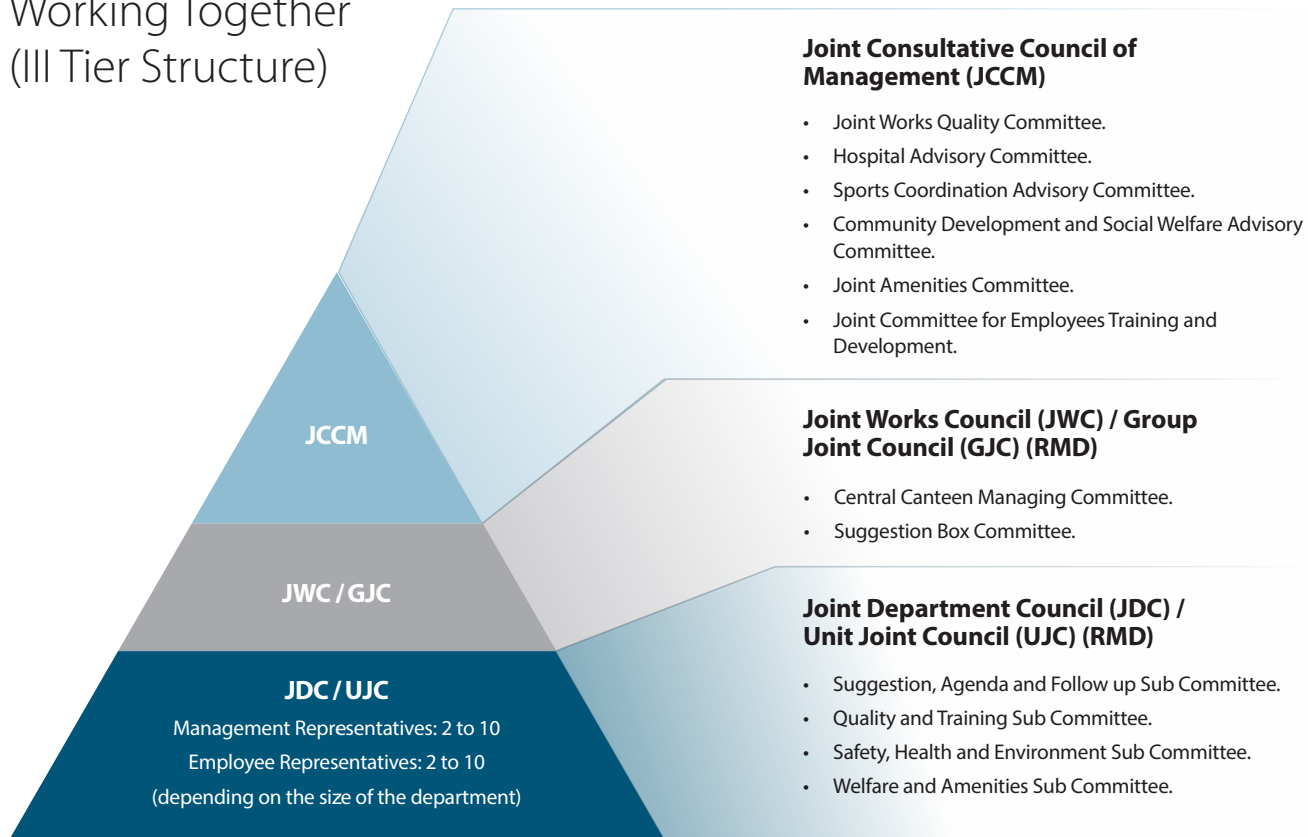 Working Together
(III Tier Structure)
Joint Consultative Council of
Management (JCCM)
• Joint Works Quality Committee.
• Hospital Advisory Committee.
• Sports Coordination Advisory Committee.
• Community Development and Social Welfare Advisory
Committee.
• Joint Amenities Committee.
• Joint Committee for Employees Training and
Development.
JCCM
Joint Works Council (JWC) / Group
Joint Council (GJC) (RMD)
• Central Canteen Managing Committee.
• Suggestion Box Committee.
JWC / GJC
Joint Department Council (JDC) /
Unit Joint Council (UJC) (RMD)
• Suggestion, Agenda and Follow up Sub Committee.
• Quality and Training Sub Committee.
• Safety, Health and Environment Sub Committee.
• Welfare and Amenities Sub Committee.
JDC / UJC
Management Representatives: 2 to 10
Employee Representatives: 2 to 10
(depending on the size of the department)